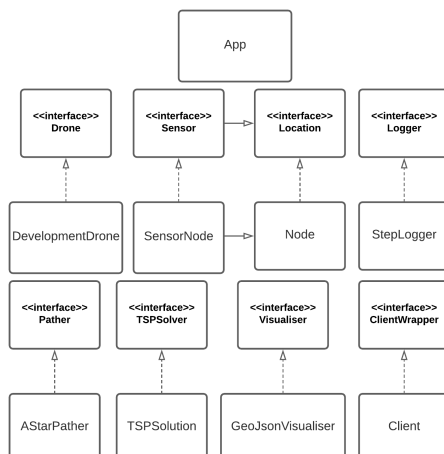 App
<<interface>> <<interface>> <<interface>> <<interface>>
Drone Sensor Location Logger
DevelopmentDrone SensorNode Node StepLogger
<<interface>> <<interface>> <<interface>> <<interface>>
Pather TSPSolver Visualiser ClientWrapper
AStarPather TSPSolution GeoJsonVisualiser Client